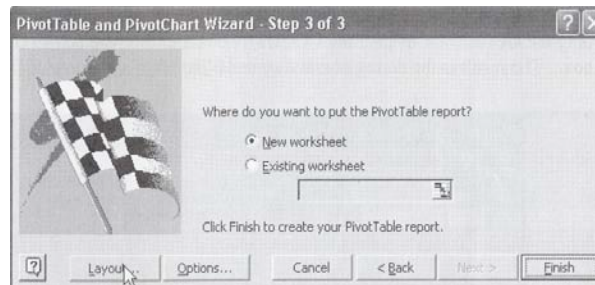 PivotTable and PivotChart Wizard - Step 3 of 3
Where do you want to put the PivotTable report?
New worksheet
Existing worksheet
Click Finish to create your PivotTable report.
Layout... Options... Cancel < Back Next > Finish